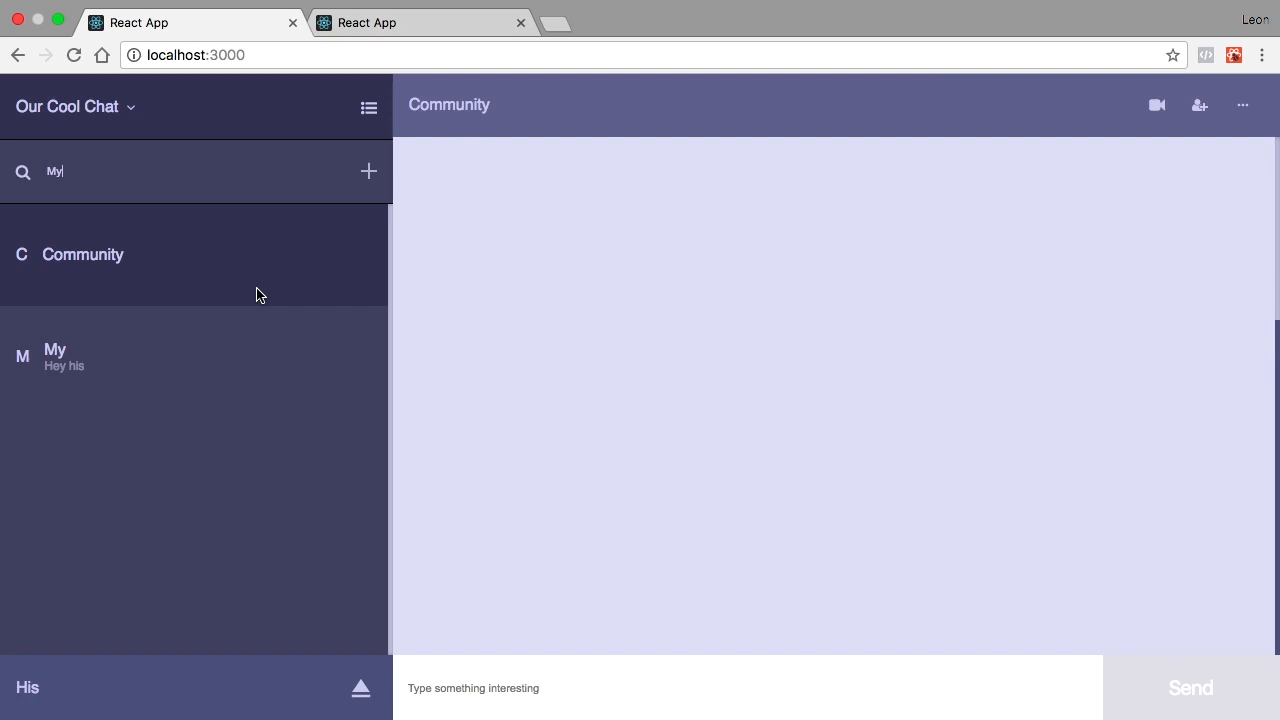 React App
React App
Leon
localhost:3000
Our Cool Chat
Community
My
C Community
M My
Hey his
His
Type something interesting
Send